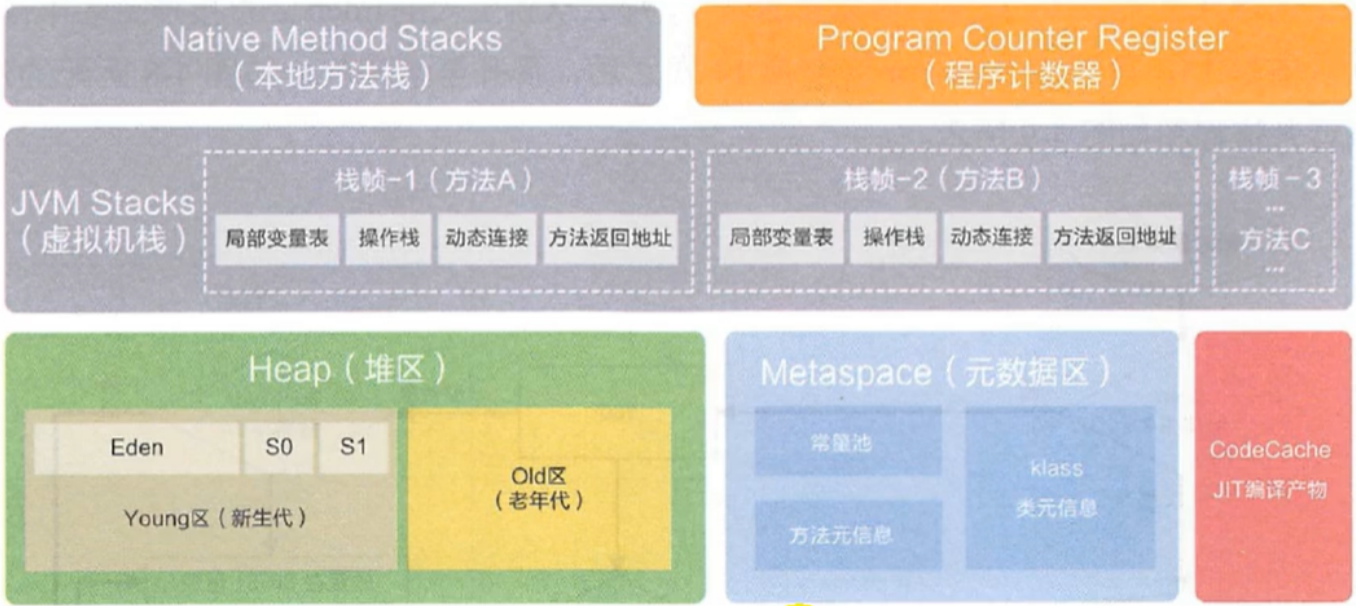 Native Method Stacks
（本地方法栈）
Program Counter Register
（程序计数器）
JVM Stacks
（虚拟机栈）
栈帧-1（方法A）
局部变量表
操作栈
动态连接
方法返回地址
栈帧-2（方法B）
局部变量表
操作栈
动态连接
方法返回地址
栈帧-3
...
方法C
...
Heap（堆区）
Eden
S0
S1
Young区（新生代）
Old区
（老年代）
Metaspace（元数据区）
常量池
方法元信息
klass
类元信息
CodeCache
JIT编译产物